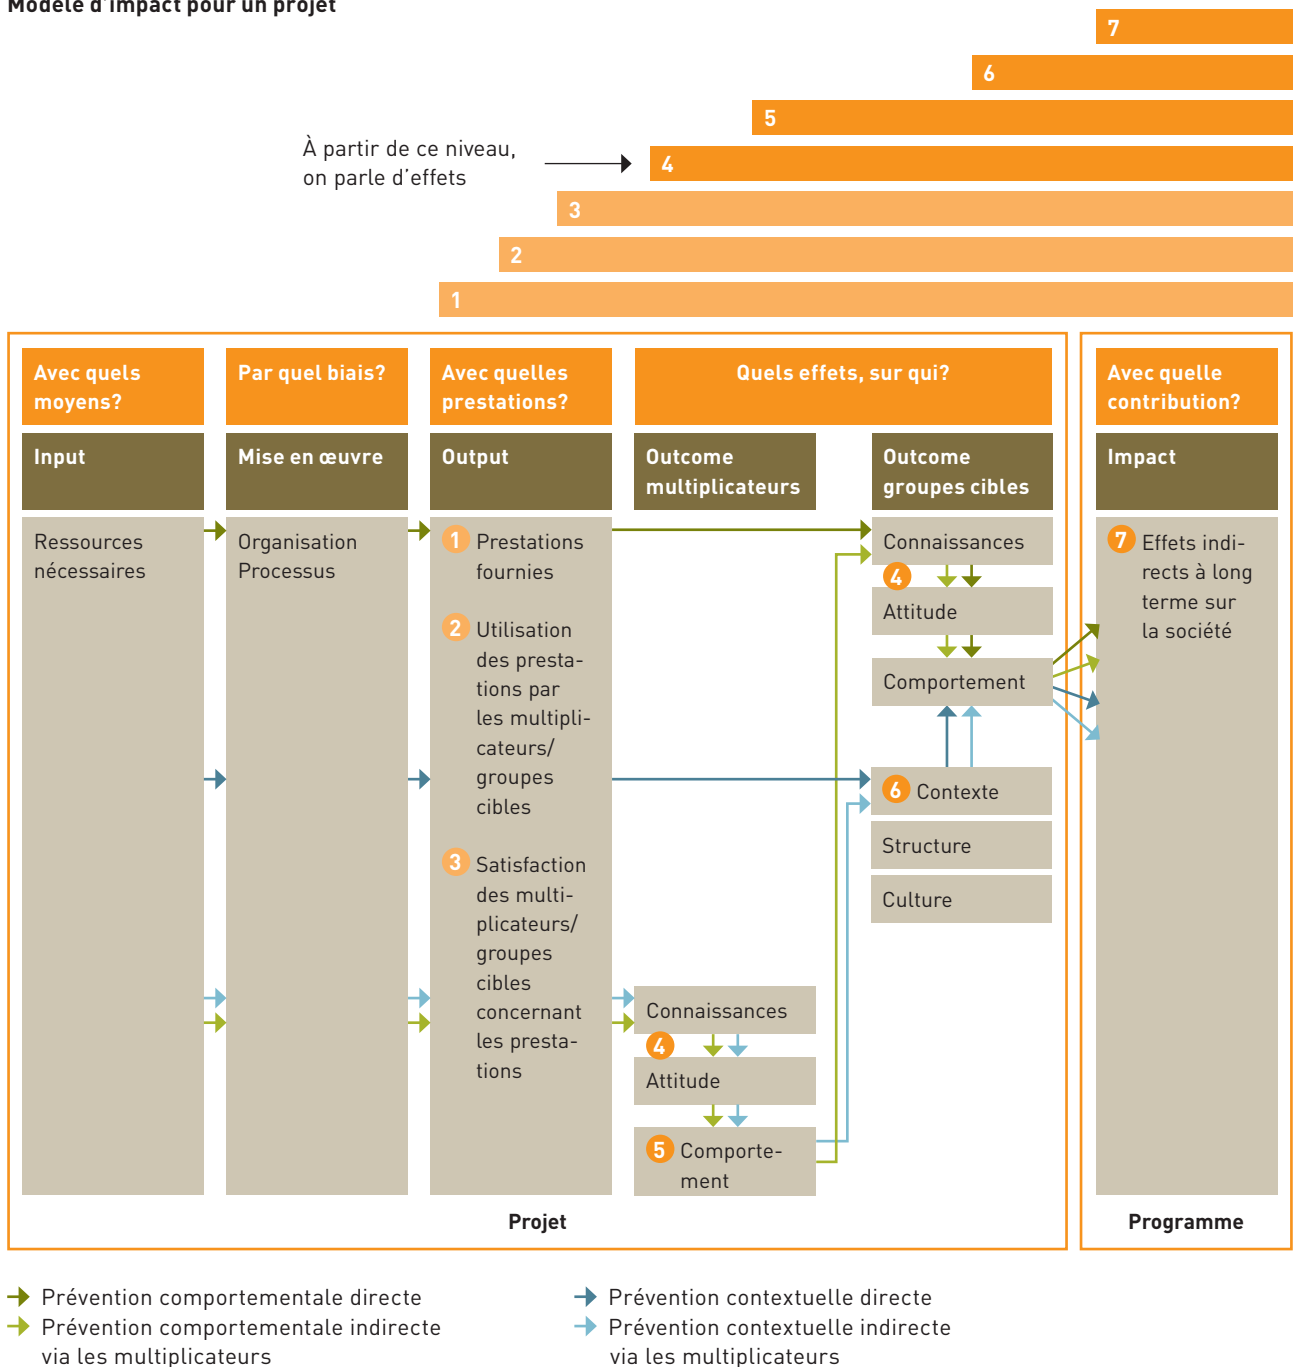 Modèle d'impact pour un projet
7
6
5
À partir de ce niveau,
on parle d'effets
4
3
2
1
Avec quels
moyens?
Par quel biais?
Avec quelles
prestations?
Quels effets, sur qui?
Avec quelle
contribution?
Input
Mise en œuvre
Output
Outcome
multiplicateurs
Outcome
groupes cibles
Impact
Ressources
nécessaires
Organisation
Processus
1 Prestations
fournies
2 Utilisation
des presta-
tions par
les multipli-
cateurs/
groupes
cibles
3 Satisfaction
des multi-
plicateurs/
groupes
cibles
concernant
les presta-
tions
Connaissances
4
Attitude
5 Comporte-
ment
Connaissances
4
Attitude
Comportement
6 Contexte
Structure
Culture
7 Effets indi-
rects à long
terme sur
la société
Projet
Programme
Prévention comportementale directe
Prévention comportementale indirecte
via les multiplicateurs
Prévention contextuelle directe
Prévention contextuelle indirecte
via les multiplicateurs